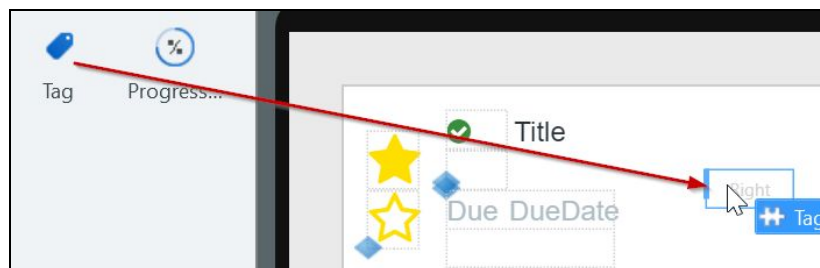 Tag Progress...
Title
Right
Tag
Due DueDate